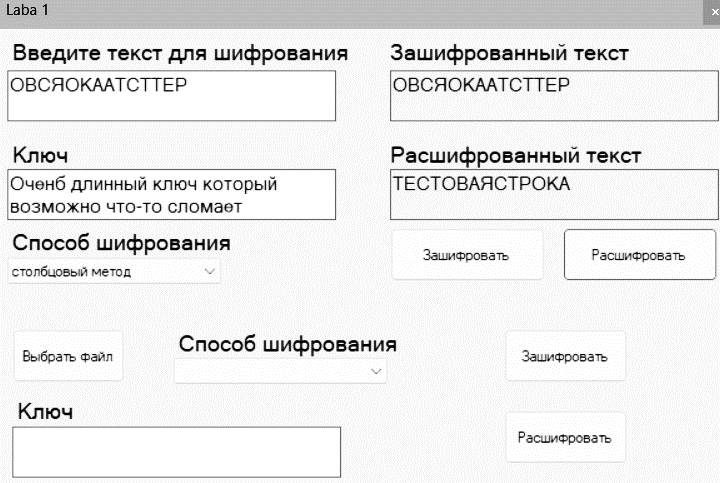 Laba 1
Введите текст для шифрования
Зашифрованный текст
ОВСЯОКААТСТТЕР
ОВСЯОКААТСТТЕР
Ключ
Расшифрованный текст
Оченб длинный ключ который
возможно что-то сломает
ТЕСТОВАЯСТРОКА
Способ шифрования
столбцовый метод
Зашифровать
Расшифровать
Выбрать файл
Способ шифрования
Зашифровать
Ключ
Расшифровать